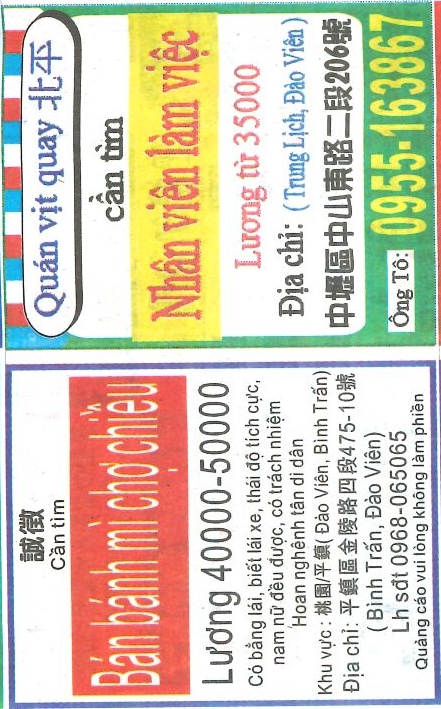 誠徵
Cần tìm
Bán bánh mì chợ chiều
Lương 40000-50000
Có bằng lái, biết lái xe, thái độ tích cực,
nam nữ đều được, có trách nhiệm
Hoan nghênh tân di dân
Khu vực : 桃園/平鎮( Đào Viên, Bình Trấn)
Địa chỉ: 平鎮區金陵路四段475-10號
( Bình Trấn, Đào Viên)
Lh sđt 0968-065065
Quảng cáo vui lòng không làm phiền
Quán vịt quay 北平
cần tìm
Nhân viên làm việc
Lương từ 35000
Địa chỉ: ( Trung Lịch, Đào Viên )
中壢區中山東路二段206號
Ông Tô: 0955-163867